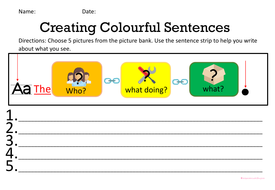 Name: Date:
Creating Colourful Sentences
Directions: Choose 5 pictures from the picture bank. Use the sentence strip to help you write
about what you see.
Aa The Who? what doing? what?
1.
2.
3.
4.
5.